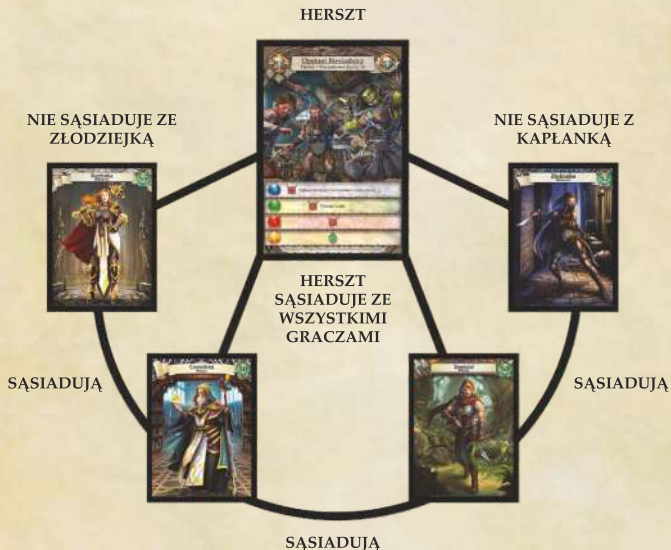 HERSZT
NIE SĄSIADUJE ZE
ZŁODZIEJKĄ
NIE SĄSIADUJE Z
KAPŁANKĄ
HERSZT
SĄSIADUJE ZE
WSZYSTKIMI
GRACZAMI
SĄSIADUJĄ
SĄSIADUJĄ
SĄSIADUJĄ